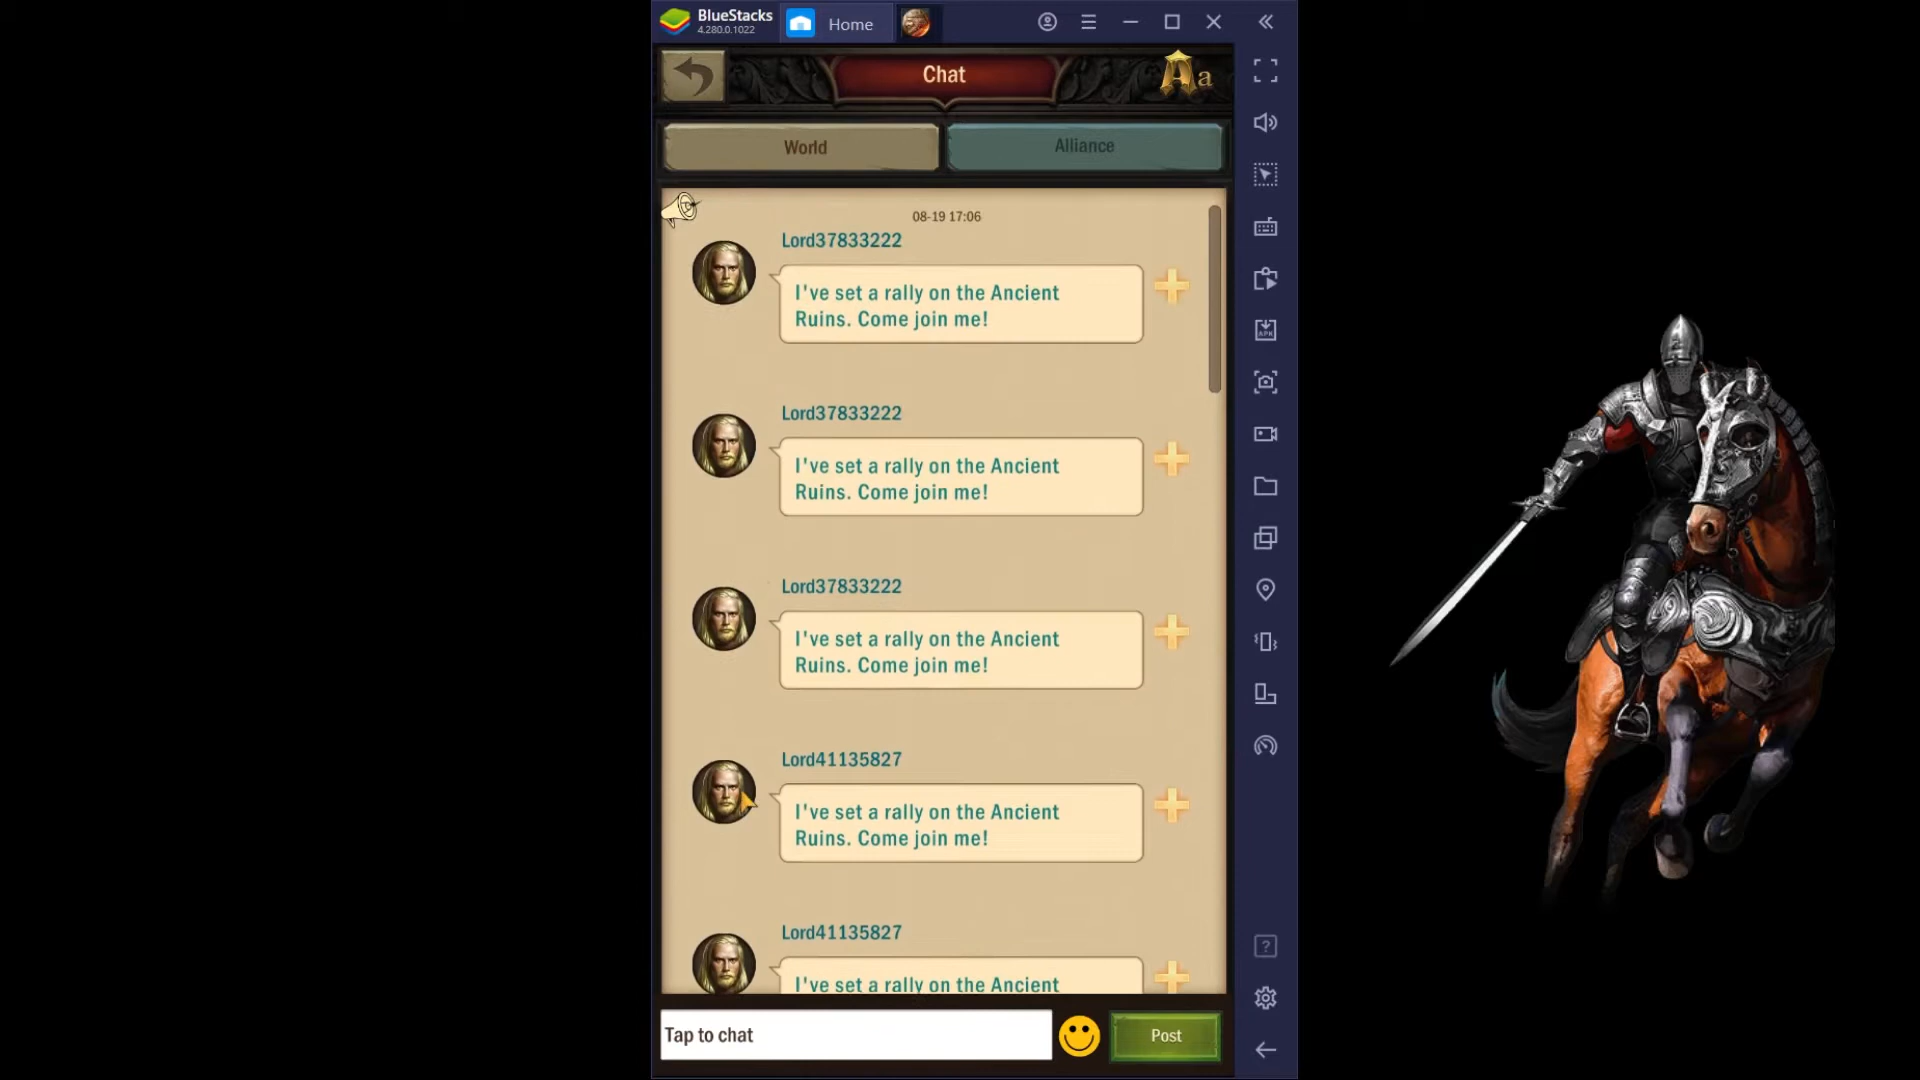 BlueStacks
4.280.0.1022
Home
Chat
Aa
World
Alliance
08-19 17:06
Lord37833222
I've set a rally on the Ancient
Ruins. Come join me!
Lord37833222
I've set a rally on the Ancient
Ruins. Come join me!
Lord37833222
I've set a rally on the Ancient
Ruins. Come join me!
Lord41135827
I've set a rally on the Ancient
Ruins. Come join me!
Lord41135827
I've set a rally on the Ancient
Tap to chat
Post
APK
?